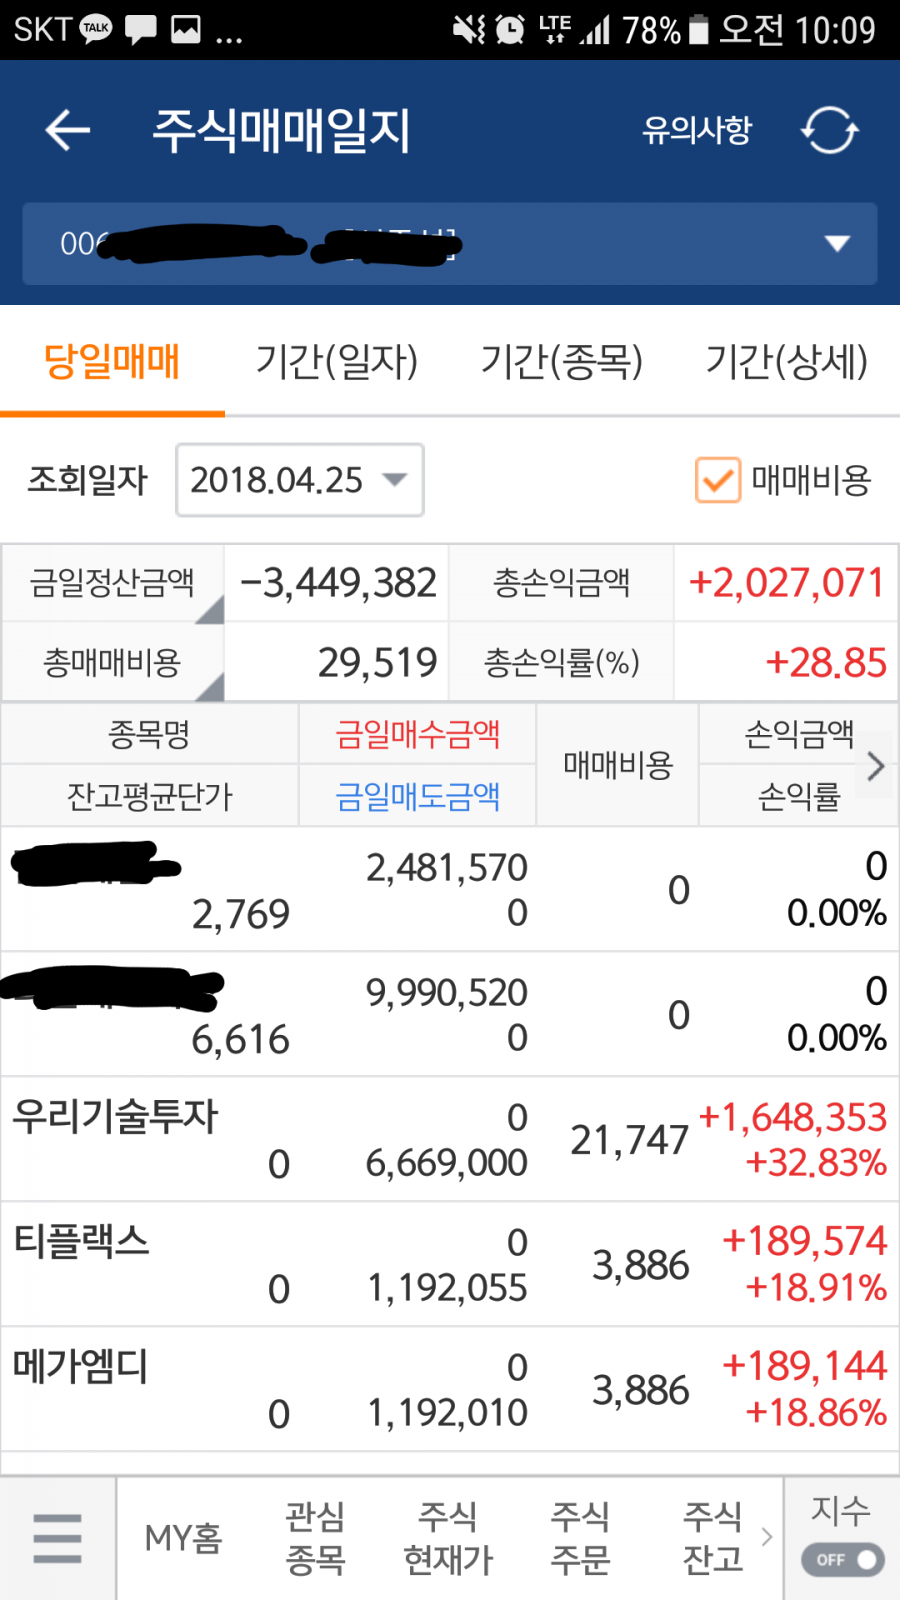 SKT TALK ... LTE 78% 오전 10:09
주식매매일지 유의사항
006
당일매매 기간(일자) 기간(종목) 기간(상세)
조회일자 2018.04.25 매매비용
금일정산금액 -3,449,382 총손익금액 +2,027,071
총매매비용 29,519 총손익률(%) +28.85
종목명 금일매수금액 매매비용 손익금액
잔고평균단가 금일매도금액 손익률
2,481,570 0 0
2,769 0 0.00%
9,990,520 0 0
6,616 0 0.00%
우리기술투자 0 21,747 +1,648,353
0 6,669,000 +32.83%
티플랙스 0 3,886 +189,574
0 1,192,055 +18.91%
메가엠디 0 3,886 +189,144
0 1,192,010 +18.86%
MY홈 관심 주식 주식 주식 지수
종목 현재가 주문 잔고 OFF